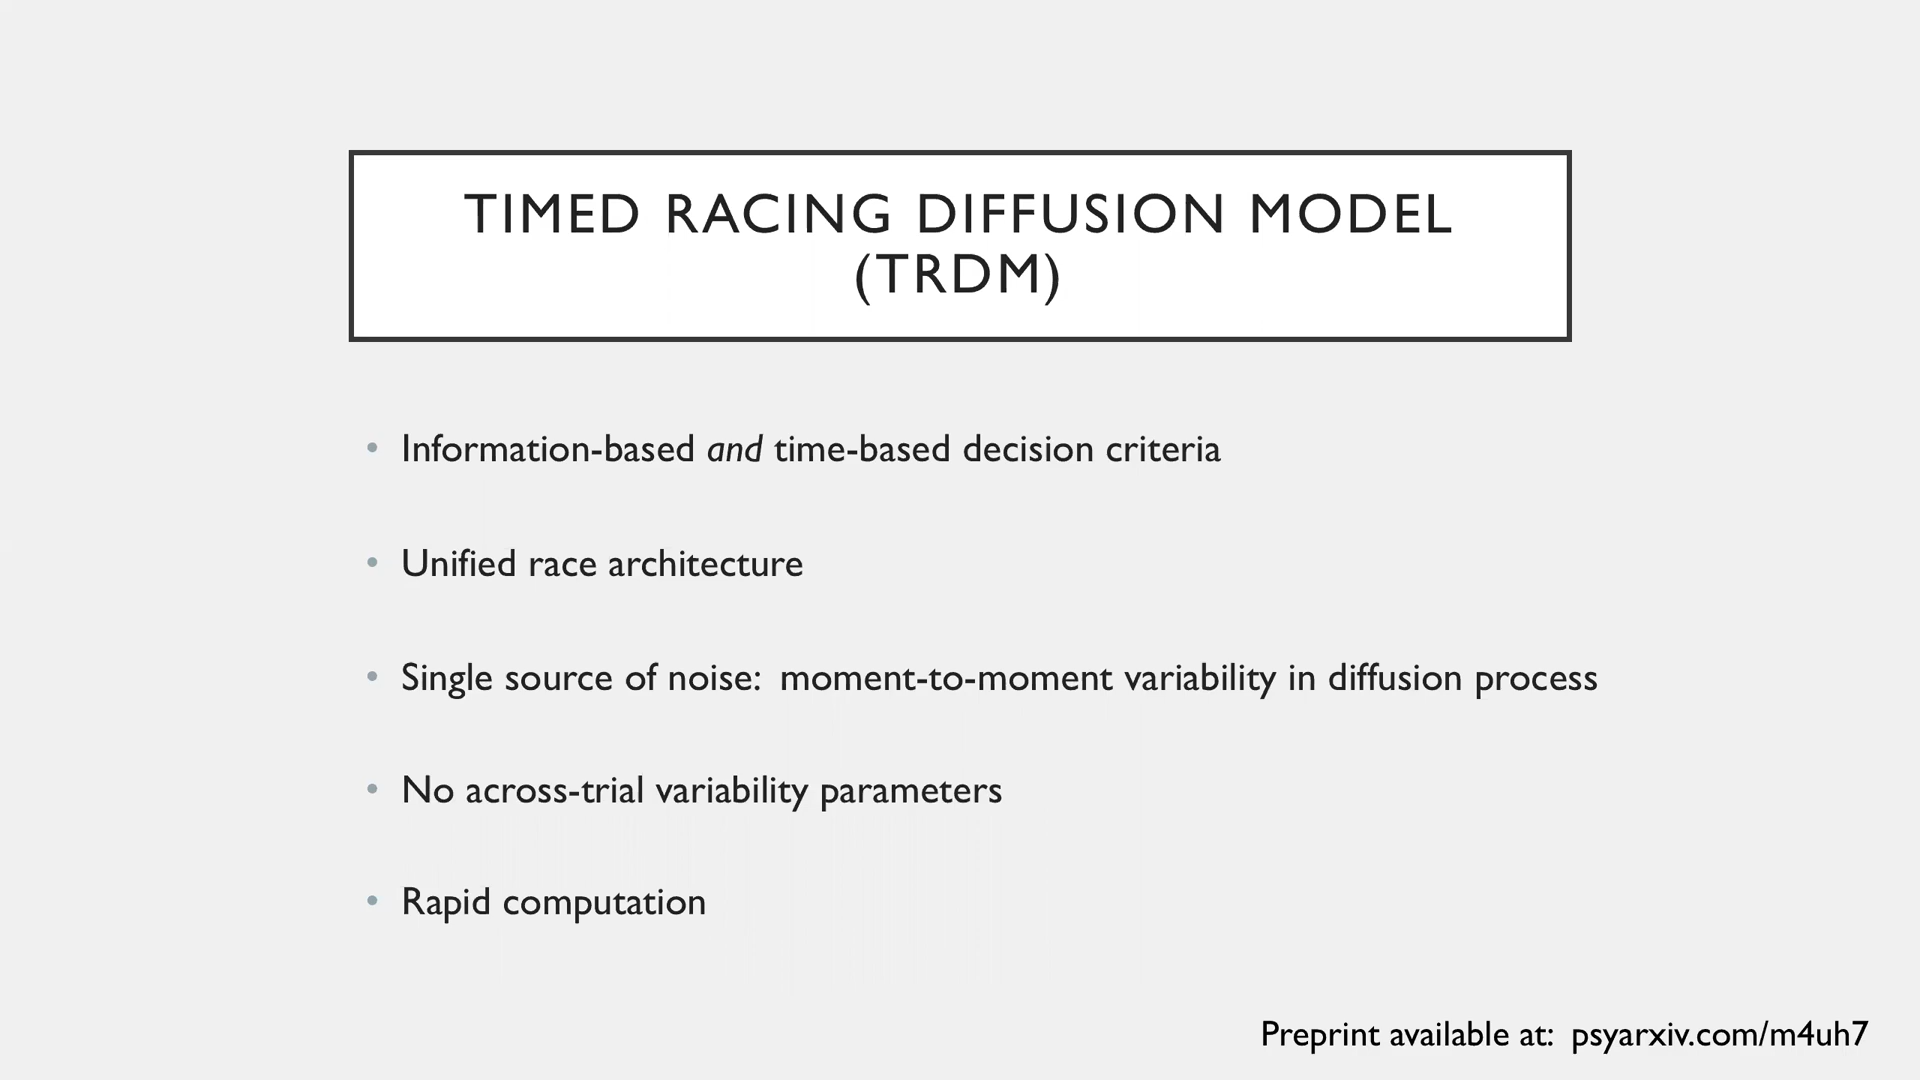 TIMED RACING DIFFUSION MODEL
(TRDM)
• Information-based and time-based decision criteria
• Unified race architecture
• Single source of noise:  moment-to-moment variability in diffusion process
• No across-trial variability parameters
• Rapid computation
Preprint available at:  psyarxiv.com/m4uh7